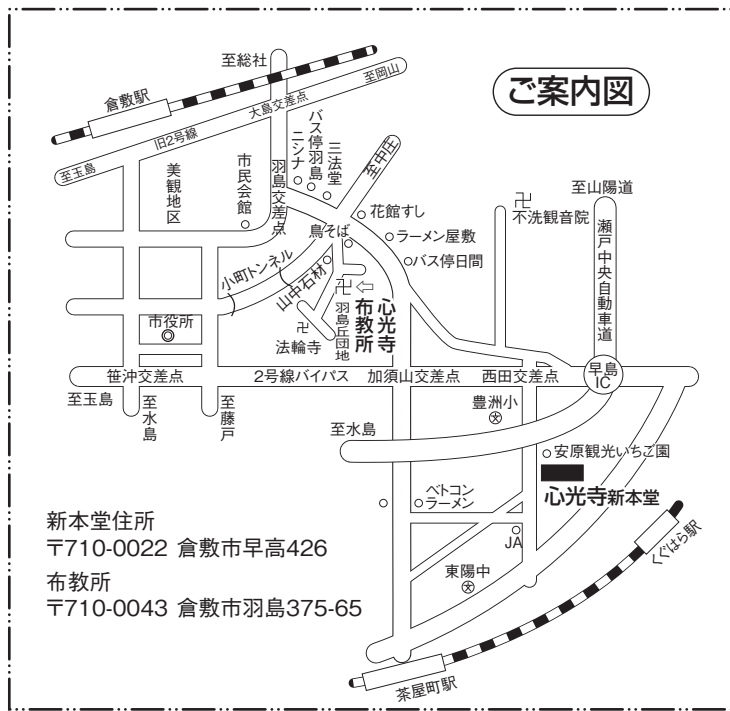 ご案内図
至総社
至岡山
倉敷駅
大島交差点
旧2号線
至玉島
美観地区
市民会館
羽島交差点
ニシナ
バス停羽島
三法堂
至中庄
花館すし
鳥そば
ラーメン屋敷
バス停日間
卍
不洗観音院
至山陽道
瀬戸中央自動車道
小町トンネル
山中石材
卍
心光寺
布教所
羽島丘団地
卍
法輪寺
市役所
笹沖交差点
2号線バイパス
加須山交差点
西田交差点
早島
IC
至玉島
至水島
至藤戸
豊洲小
文
至水島
安原観光いちご園
心光寺新本堂
ベトコン
ラーメン
JA
東陽中
文
くぐはら駅
茶屋町駅
新本堂住所
〒710-0022 倉敷市早高426
布教所
〒710-0043 倉敷市羽島375-65